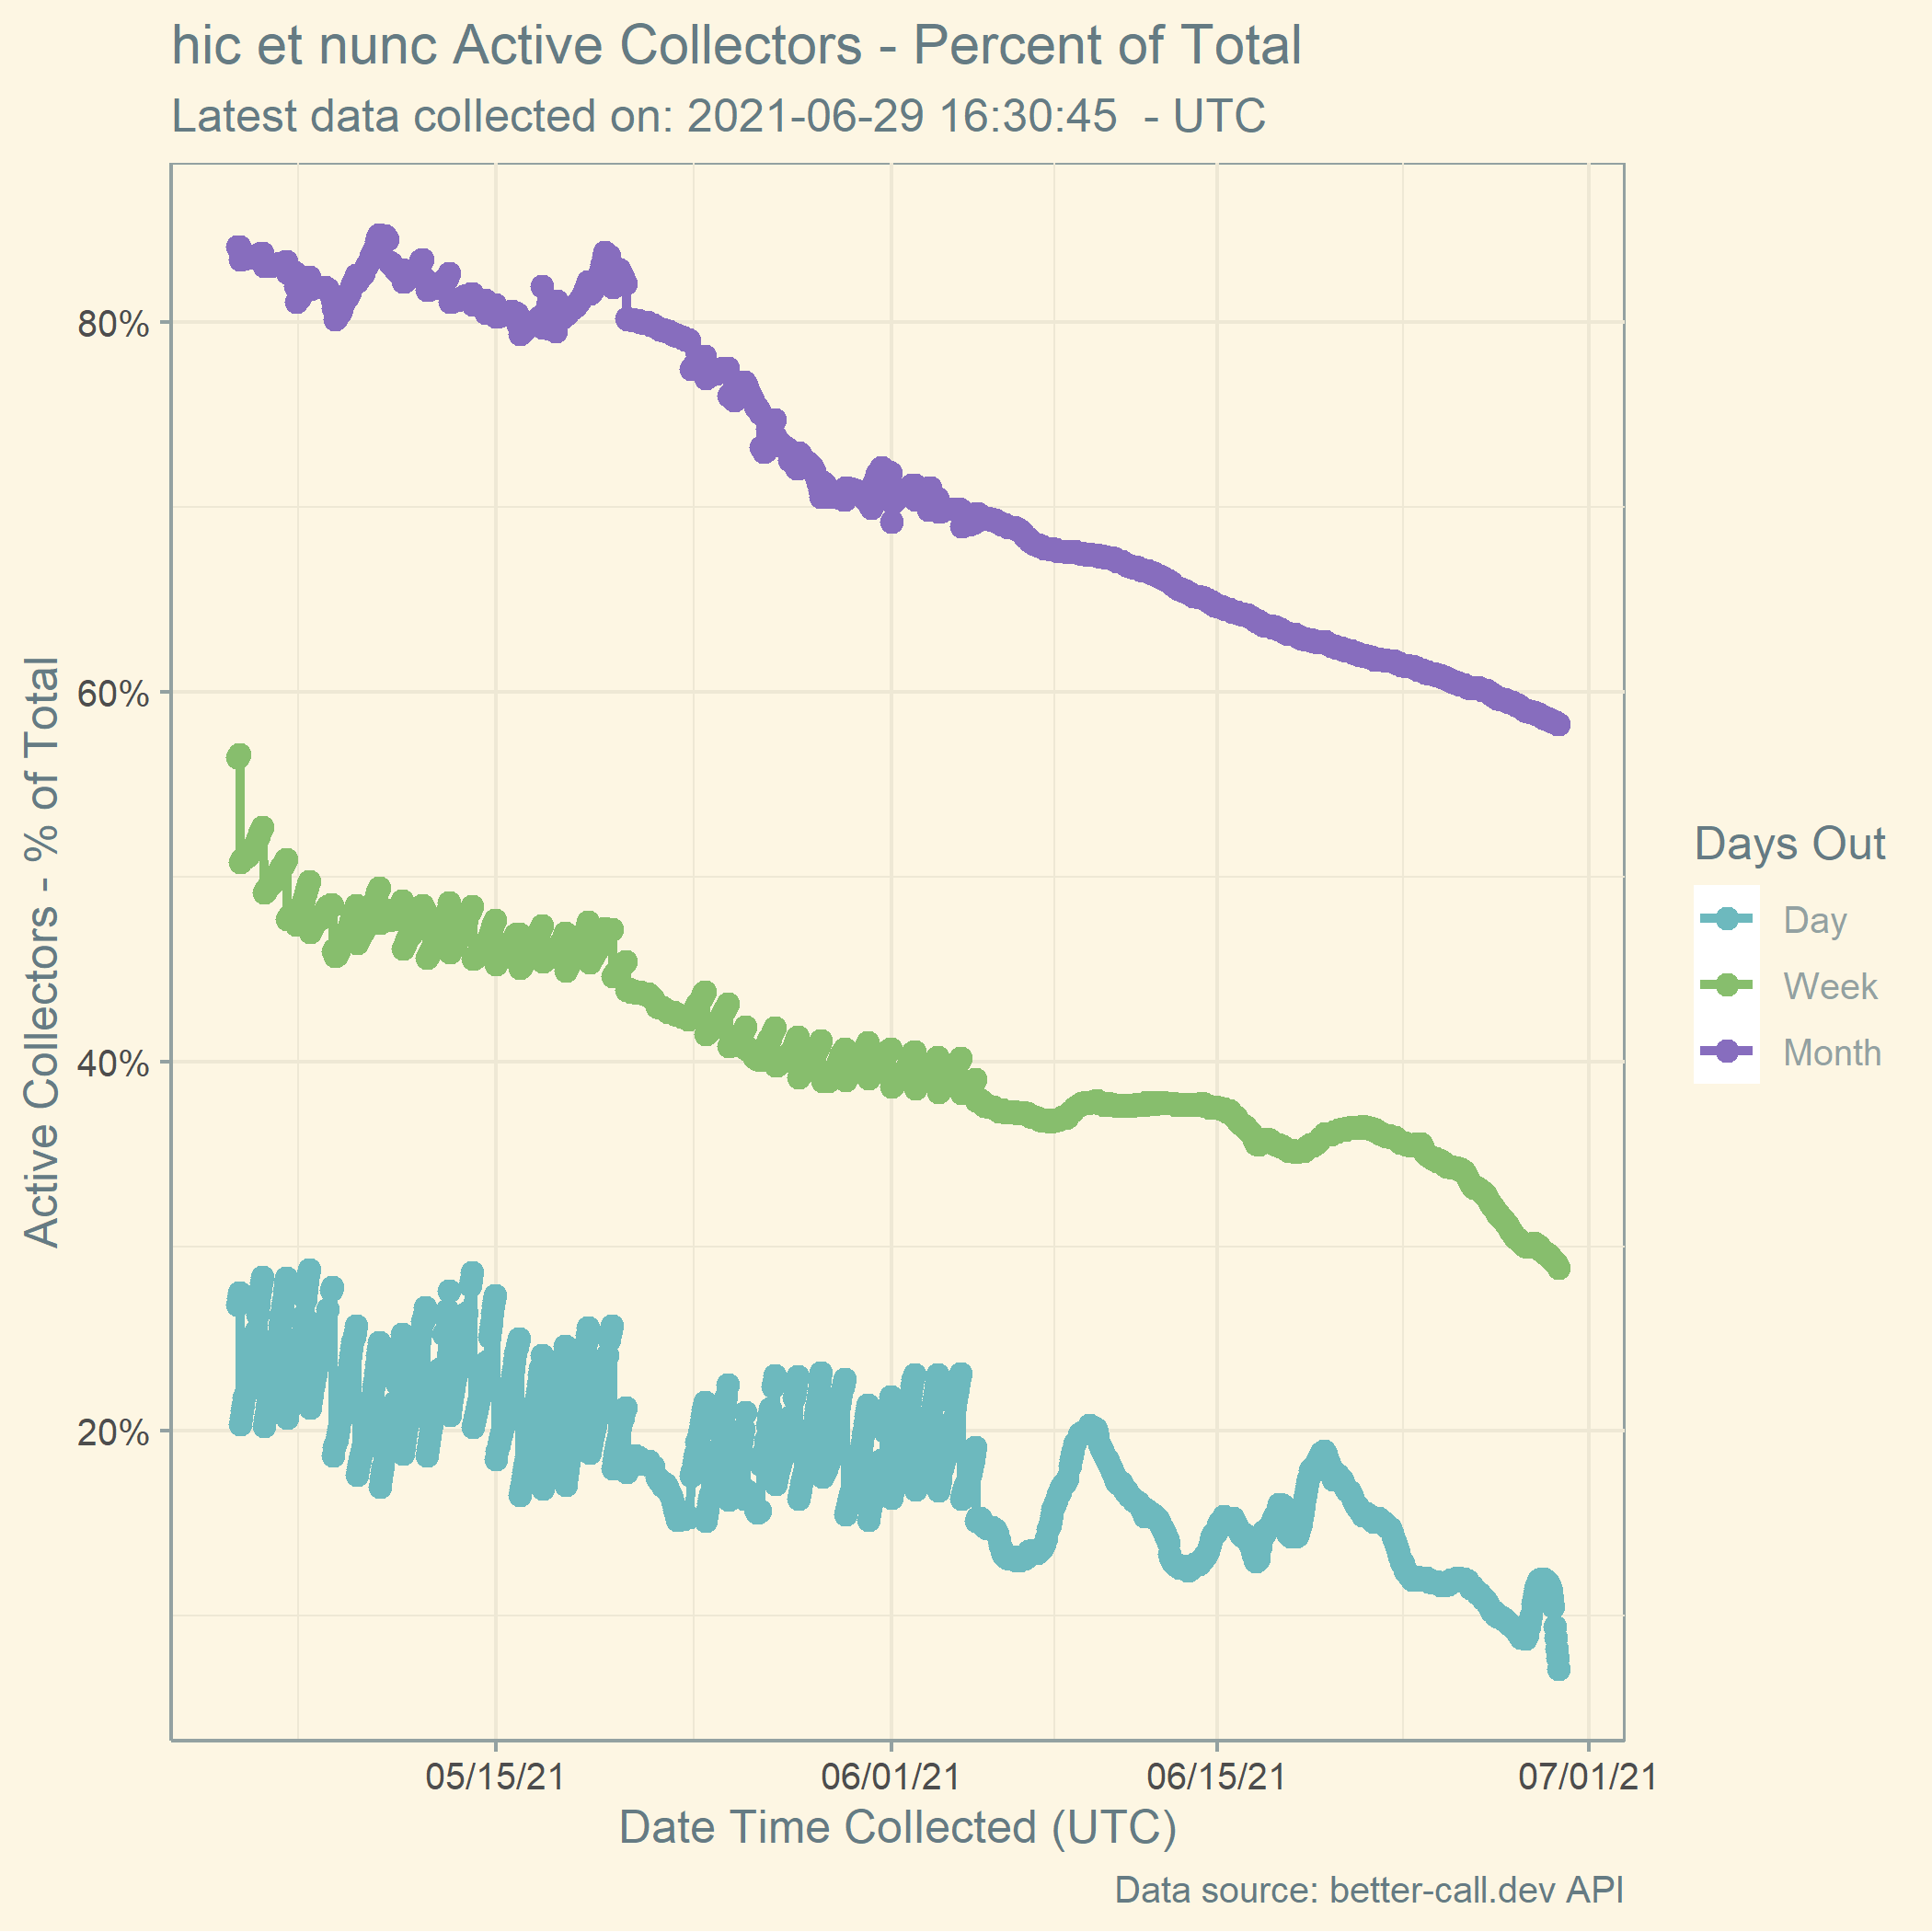 hic et nunc Active Collectors - Percent of Total
Latest data collected on: 2021-06-29 16:30:45  - UTC
Active Collectors - % of Total
80%
60%
40%
20%
05/15/21
06/01/21
06/15/21
07/01/21
Date Time Collected (UTC)
Days Out
Day
Week
Month
Data source: better-call.dev API